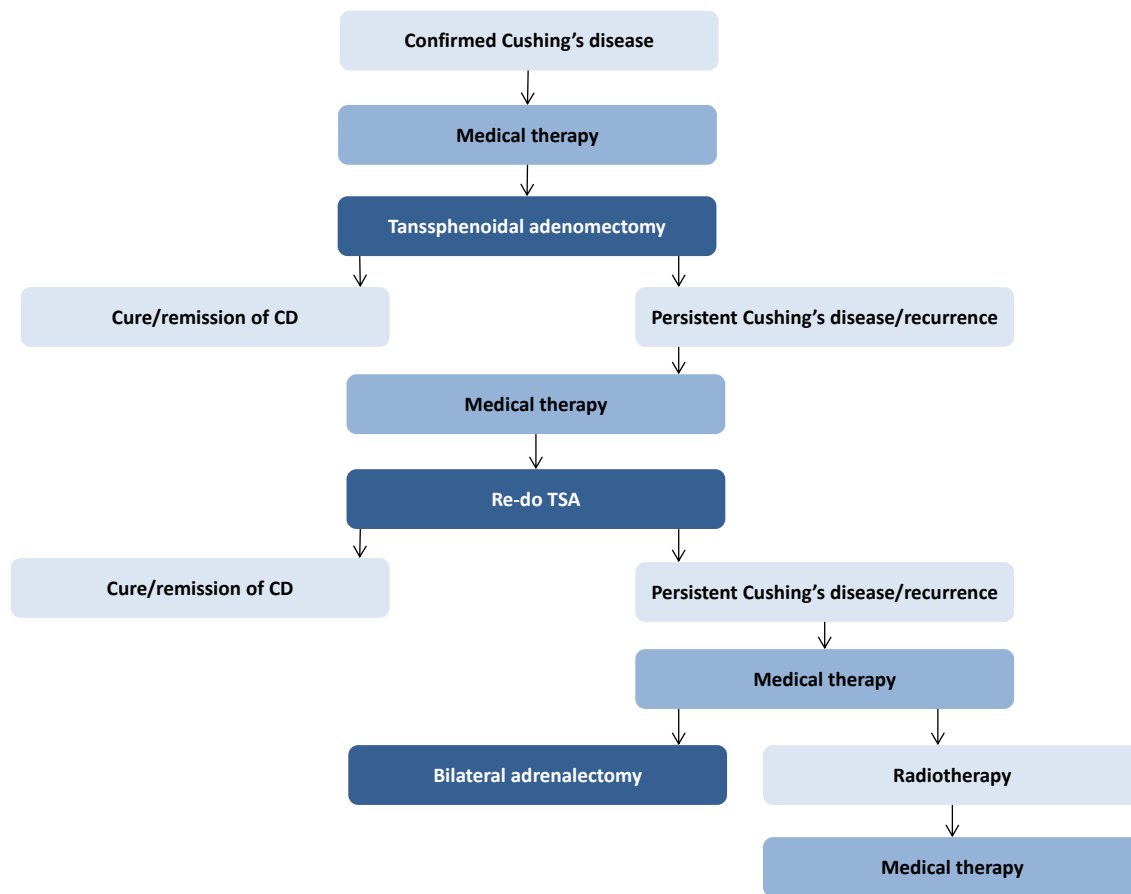 Confirmed Cushing’s disease
Medical therapy
Tanssphenoidal adenomectomy
Cure/remission of CD
Persistent Cushing’s disease/recurrence
Medical therapy
Re-do TSA
Cure/remission of CD
Persistent Cushing’s disease/recurrence
Medical therapy
Bilateral adrenalectomy
Radiotherapy
Medical therapy